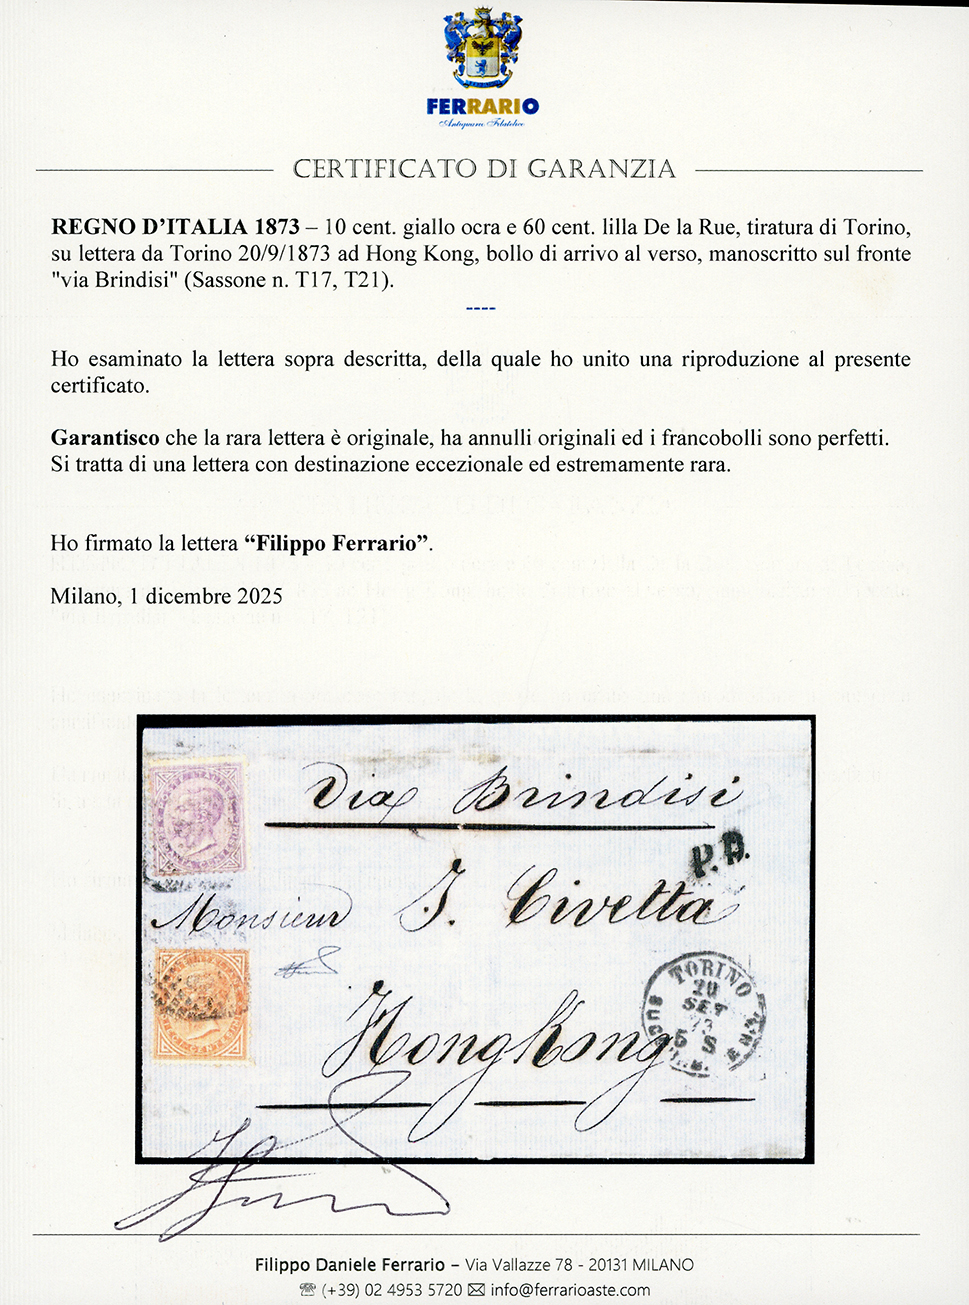 FERRARIO
Antiquario Filatelico
CERTIFICATO DI GARANZIA
REGNO D’ITALIA 1873 – 10 cent. giallo ocra e 60 cent. lilla De la Rue, tiratura di Torino,
su lettera da Torino 20/9/1873 ad Hong Kong, bollo di arrivo al verso, manoscritto sul fronte
"via Brindisi" (Sassone n. T17, T21).
----
Ho esaminato la lettera sopra descritta, della quale ho unito una riproduzione al presente
certificato.
Garantisco che la rara lettera è originale, ha annulli originali ed i francobolli sono perfetti.
Si tratta di una lettera con destinazione eccezionale ed estremamente rara.
Ho firmato la lettera “Filippo Ferrario”.
Milano, 1 dicembre 2025
Via Brindisi
P.D.
Monsieur J. Civetta
HongKong
TORINO
20
SET
73
5 S
Filippo Daniele Ferrario – Via Vallazze 78 - 20131 MILANO
☏ (+39) 02 4953 5720 ✉ info@ferrarioaste.com